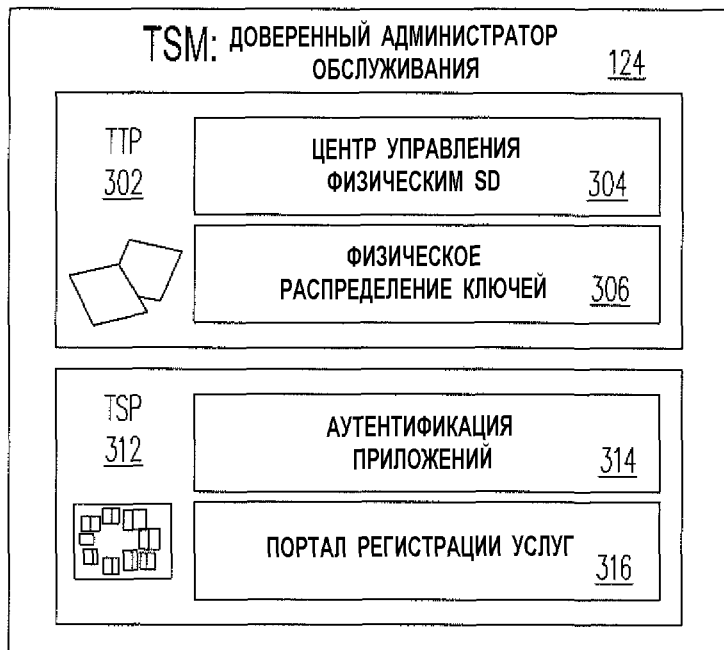 TSM: ДОВЕРЕННЫЙ АДМИНИСТРАТОР
ОБСЛУЖИВАНИЯ 124
TTP
302
ЦЕНТР УПРАВЛЕНИЯ
ФИЗИЧЕСКИМ SD 304
ФИЗИЧЕСКОЕ
РАСПРЕДЕЛЕНИЕ КЛЮЧЕЙ 306
TSP
312
АУТЕНТИФИКАЦИЯ
ПРИЛОЖЕНИЙ 314
ПОРТАЛ РЕГИСТРАЦИИ УСЛУГ
316